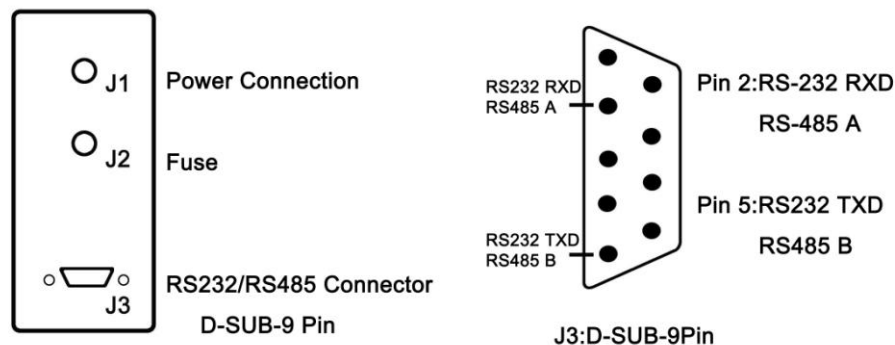 J1 Power Connection
J2 Fuse
RS232/RS485 Connector
J3
D-SUB-9 Pin
RS232 RXD
RS485 A
Pin 2:RS-232 RXD
RS-485 A
RS232 TXD
RS485 B
Pin 5:RS232 TXD
RS485 B
J3:D-SUB-9Pin